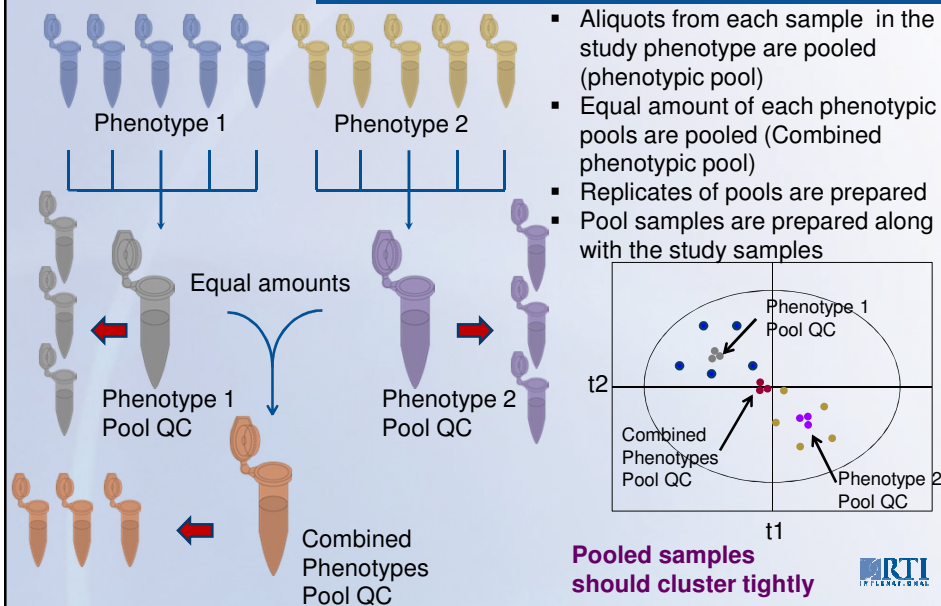 Phenotype 1
Phenotype 2
Equal amounts
Phenotype 1
Pool QC
Phenotype 2
Pool QC
Combined
Phenotypes
Pool QC
▪ Aliquots from each sample in the
study phenotype are pooled
(phenotypic pool)
▪ Equal amount of each phenotypic
pools are pooled (Combined
phenotypic pool)
▪ Replicates of pools are prepared
▪ Pool samples are prepared along
with the study samples
Phenotype 1
Pool QC
t2
Combined
Phenotypes
Pool QC
Phenotype 2
Pool QC
t1
Pooled samples
should cluster tightly
RTI
INTERNATIONAL